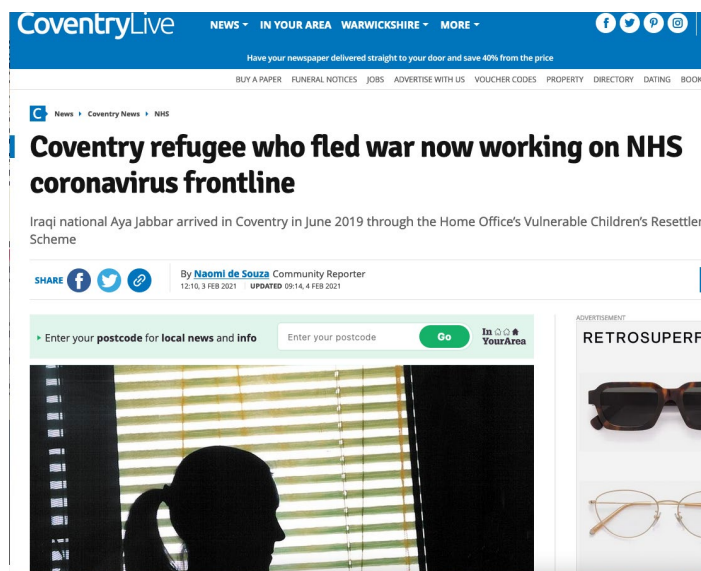 CoventryLive
NEWS IN YOUR AREA WARWICKSHIRE MORE
Have your newspaper delivered straight to your door and save 40% from the price
BUY A PAPER FUNERAL NOTICES JOBS ADVERTISE WITH US VOUCHER CODES PROPERTY DIRECTORY DATING BOOK
C News Coventry News NHS
Coventry refugee who fled war now working on NHS
coronavirus frontline
Iraqi national Aya Jabbar arrived in Coventry in June 2019 through the Home Office's Vulnerable Children's Resettle
Scheme
SHARE
By Naomi de Souza Community Reporter
12:10, 3 FEB 2021 UPDATED 09:14, 4 FEB 2021
Enter your postcode for local news and info
Enter your postcode
Go
In
YourArea
ADVERTISEMENT
RETROSUPERF